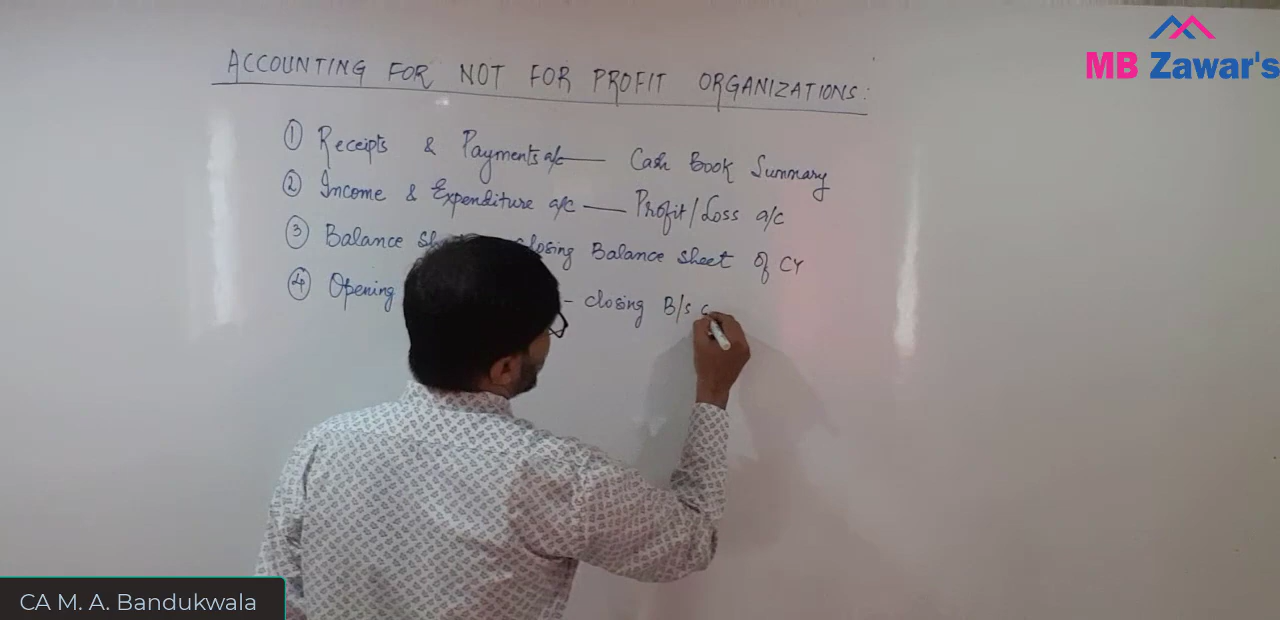 MB Zawar's
ACCOUNTING FOR NOT FOR PROFIT ORGANIZATIONS:
① Receipts & Payments a/c — Cash Book Summary
② Income & Expenditure a/c — Profit/Loss a/c
③ Balance closing Balance sheet of CY
④ Opening - closing B/s
CA M. A. Bandukwala